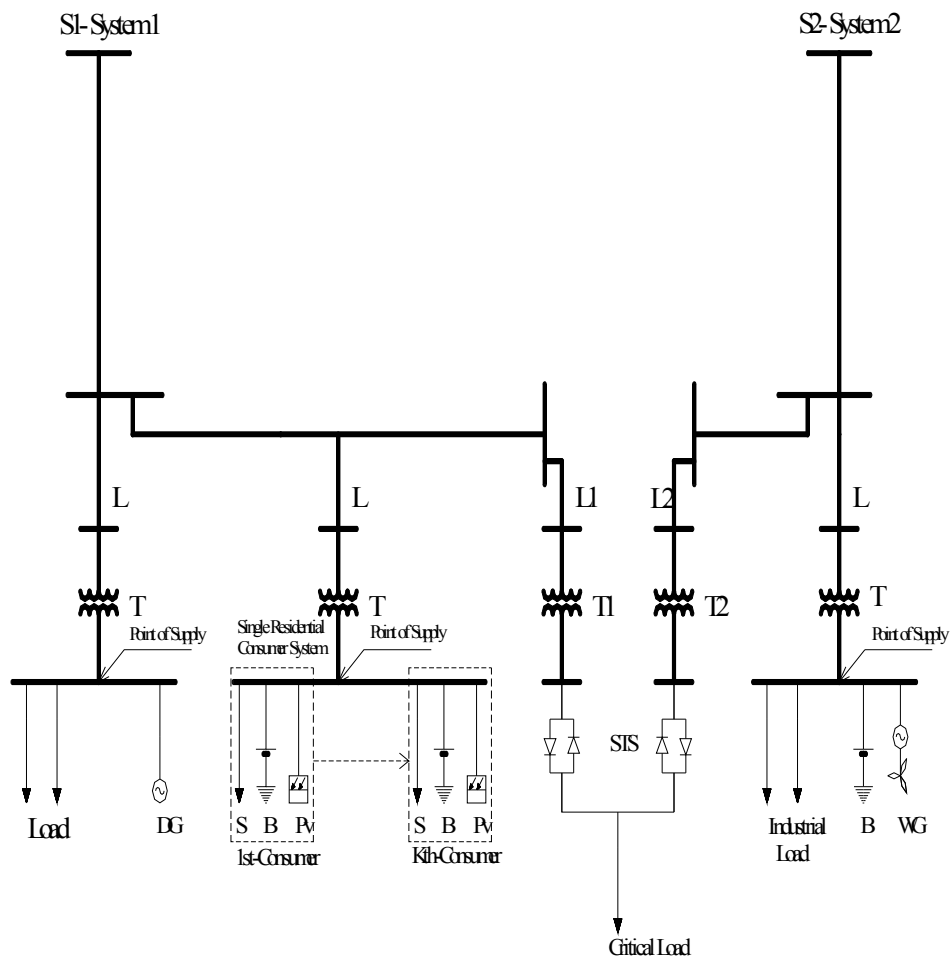 S1-System1
S2-System2
L
L
L1
L2
L
T
T
T1
T2
T
Point of Supply
Single Residential
Consumer System
Point of Supply
Point of Supply
STS
Load
DG
S B Pv
S B Pv
1st-Consumer
Kth-Consumer
Industrial
Load
B
WG
Critical Load